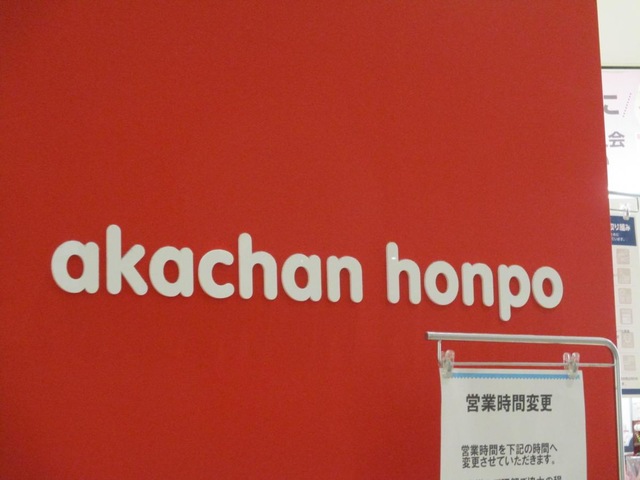 akachan honpo
営業時間変更
営業時間を下記の時間へ
変更させていただきます。